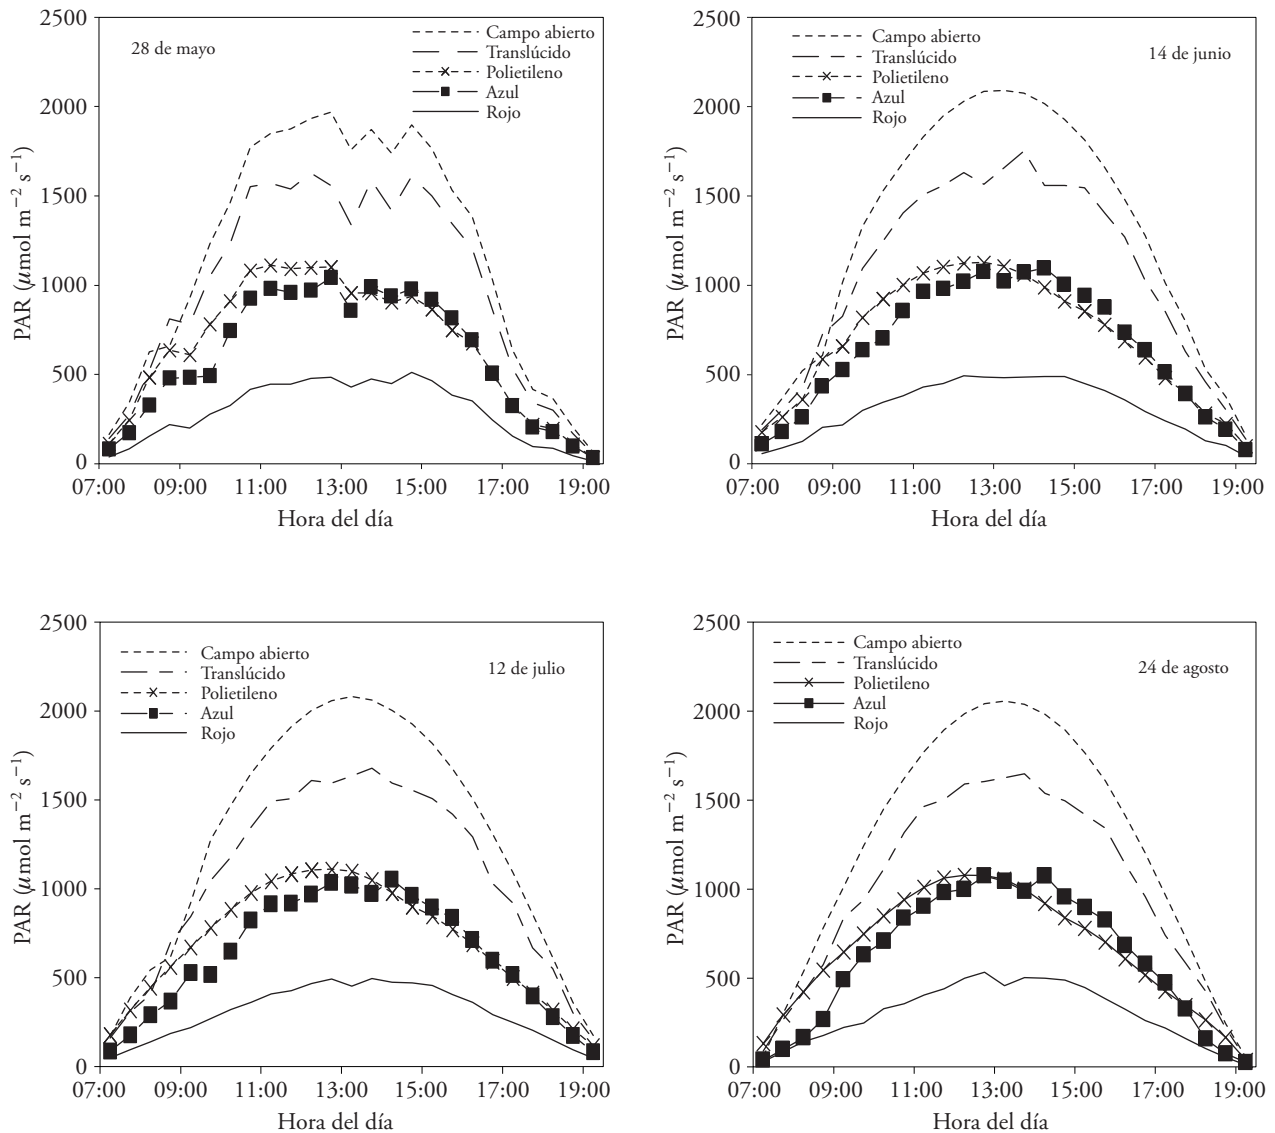 2500
2000
1500
1000
500
0
PAR (µmol m−2 s−1)
28 de mayo
Campo abierto
Translúcido
Polietileno
Azul
Rojo
07:00 09:00 11:00 13:00 15:00 17:00 19:00
Hora del día
2500
2000
1500
1000
500
0
PAR (µmol m−2 s−1)
Campo abierto
Translúcido
Polietileno
Azul
Rojo
14 de junio
07:00 09:00 11:00 13:00 15:00 17:00 19:00
Hora del día
2500
2000
1500
1000
500
0
PAR (µmol m−2 s−1)
Campo abierto
Translúcido
Polietileno
Azul
Rojo
12 de julio
07:00 09:00 11:00 13:00 15:00 17:00 19:00
Hora del día
2500
2000
1500
1000
500
0
PAR (µmol m−2 s−1)
Campo abierto
Translúcido
Polietileno
Azul
Rojo
24 de agosto
07:00 09:00 11:00 13:00 15:00 17:00 19:00
Hora del día